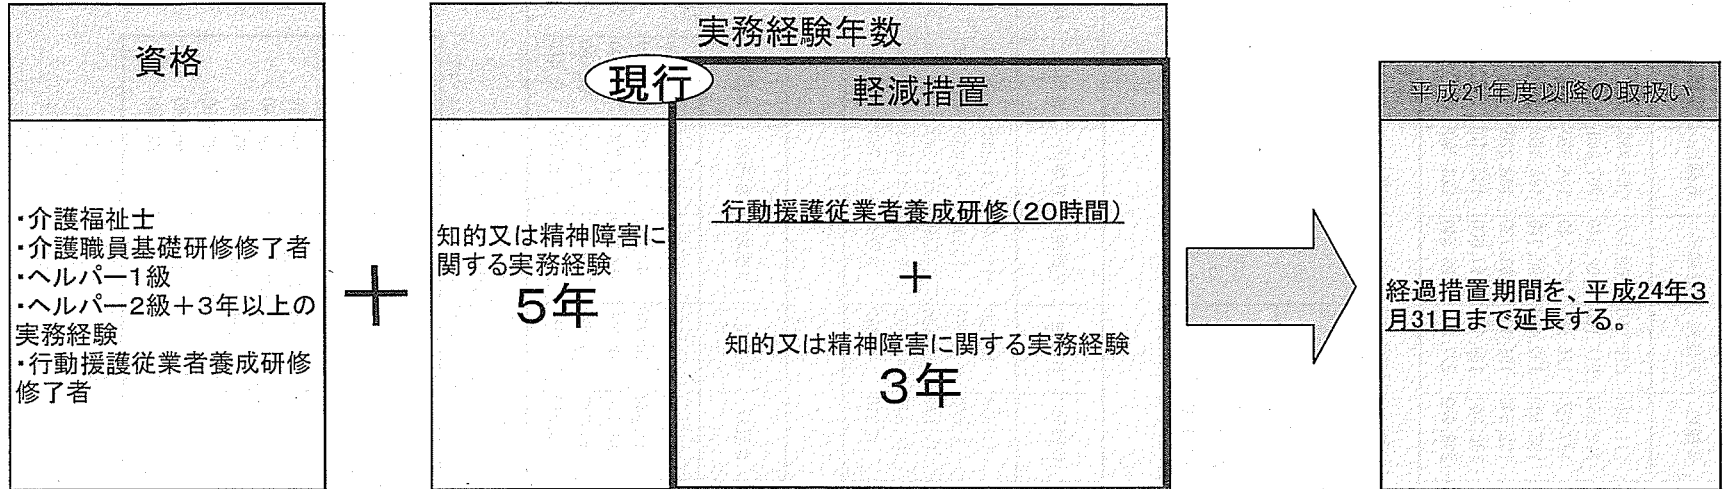 資格
・介護福祉士
・介護職員基礎研修修了者
・ヘルパー1級
・ヘルパー2級＋3年以上の
実務経験
・行動援護従業者養成研修
修了者
＋
実務経験年数
現行
知的又は精神障害に
関する実務経験
5年
軽減措置
行動援護従業者養成研修（20時間）
＋
知的又は精神障害に関する実務経験
3年
平成21年度以降の取扱い
経過措置期間を、平成24年3
月31日まで延長する。